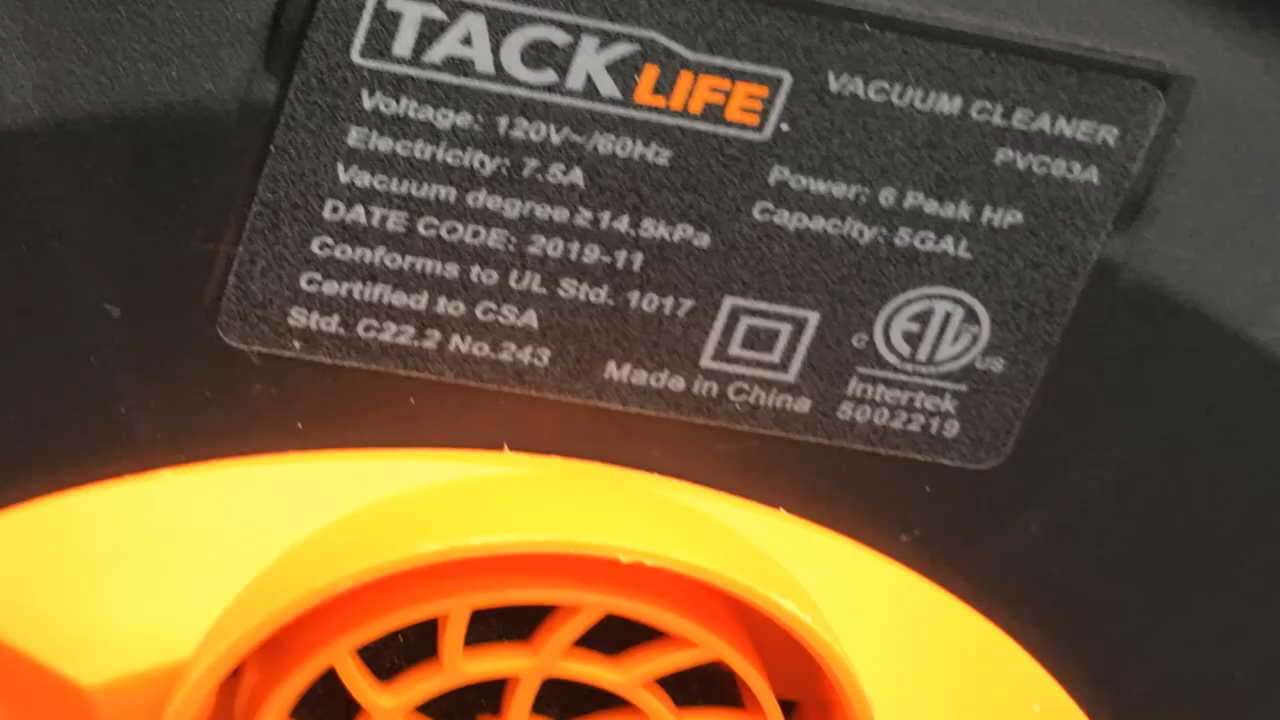 TACKLIFE
VACUUM CLEANER
PVC03A
Voltage: 120V~/60Hz
Electricity: 7.5A
Vacuum degree≥14.5kPa
DATE CODE: 2019-11
Conforms to UL Std. 1017
Certified to CSA
Std. C22.2 No.243
Power: 6 Peak HP
Capacity: 5GAL
Made in China
c ETL us
Intertek
5002219